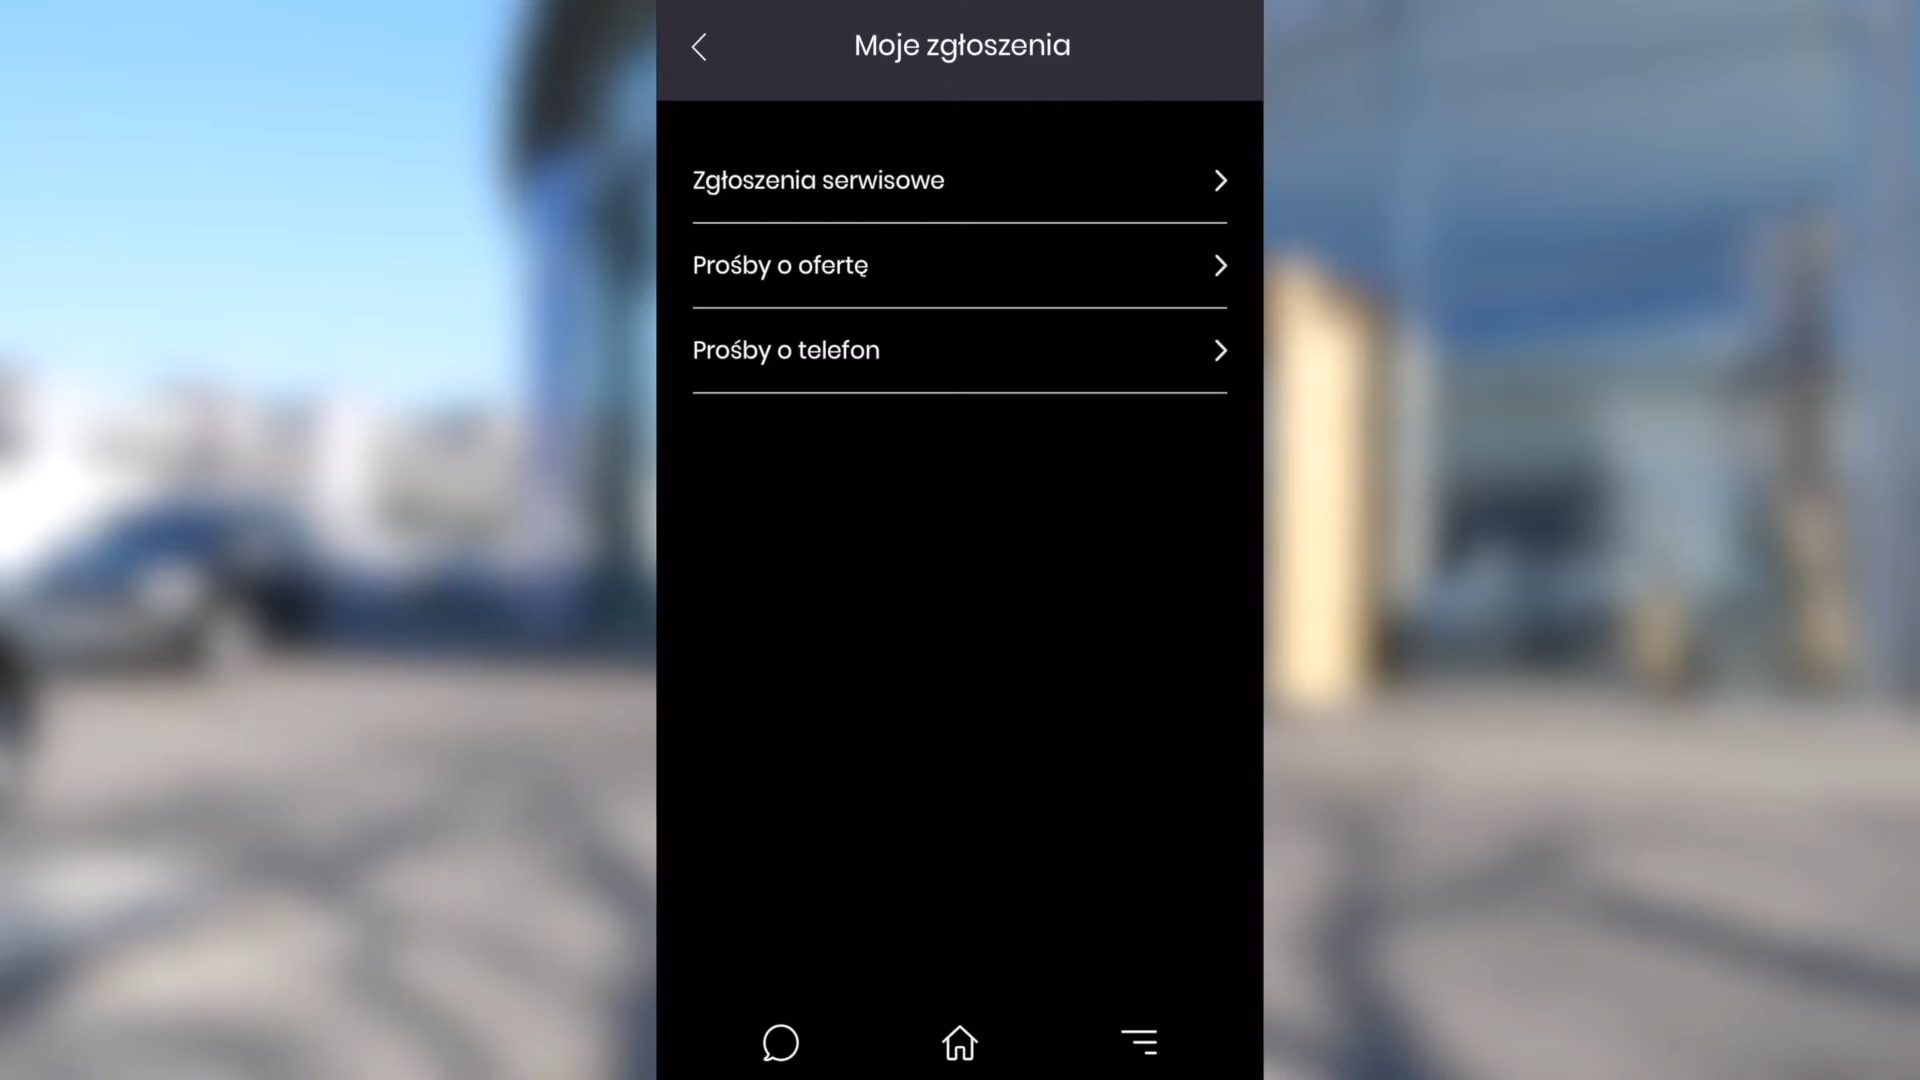 Moje zgłoszenia
Zgłoszenia serwisowe
Prośby o ofertę
Prośby o telefon